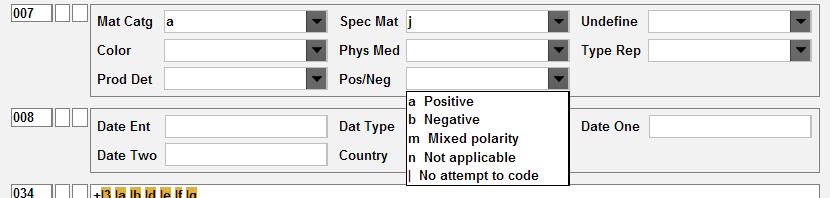 007 Mat Catg a Spec Mat j Undefine
Color Phys Med Type Rep
Prod Det Pos/Neg
a Positive
008 b Negative
Date Ent Dat Type Date One
m Mixed polarity
Date Two Country n Not applicable
| No attempt to code
034 +‡3 ‡a ‡b ‡d ‡e ‡f ‡g